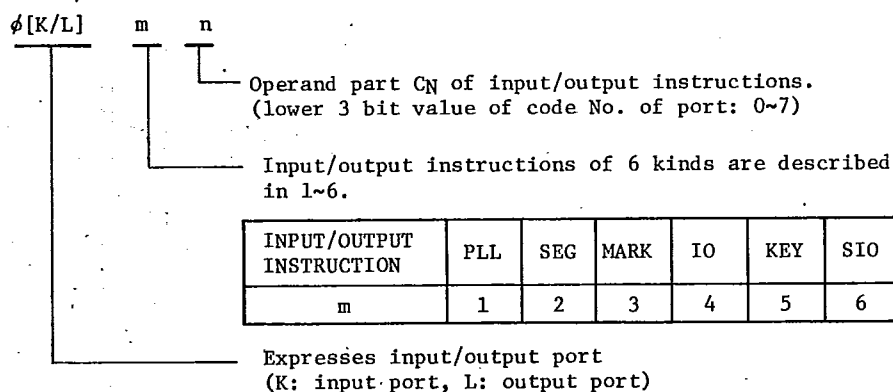 ϕ[K/L] m n
Operand part CN of input/output instructions.
(lower 3 bit value of code No. of port: 0~7)
Input/output instructions of 6 kinds are described
in 1~6.
INPUT/OUTPUT INSTRUCTION PLL SEG MARK IO KEY SIO
m 1 2 3 4 5 6
Expresses input/output port
(K: input port, L: output port)